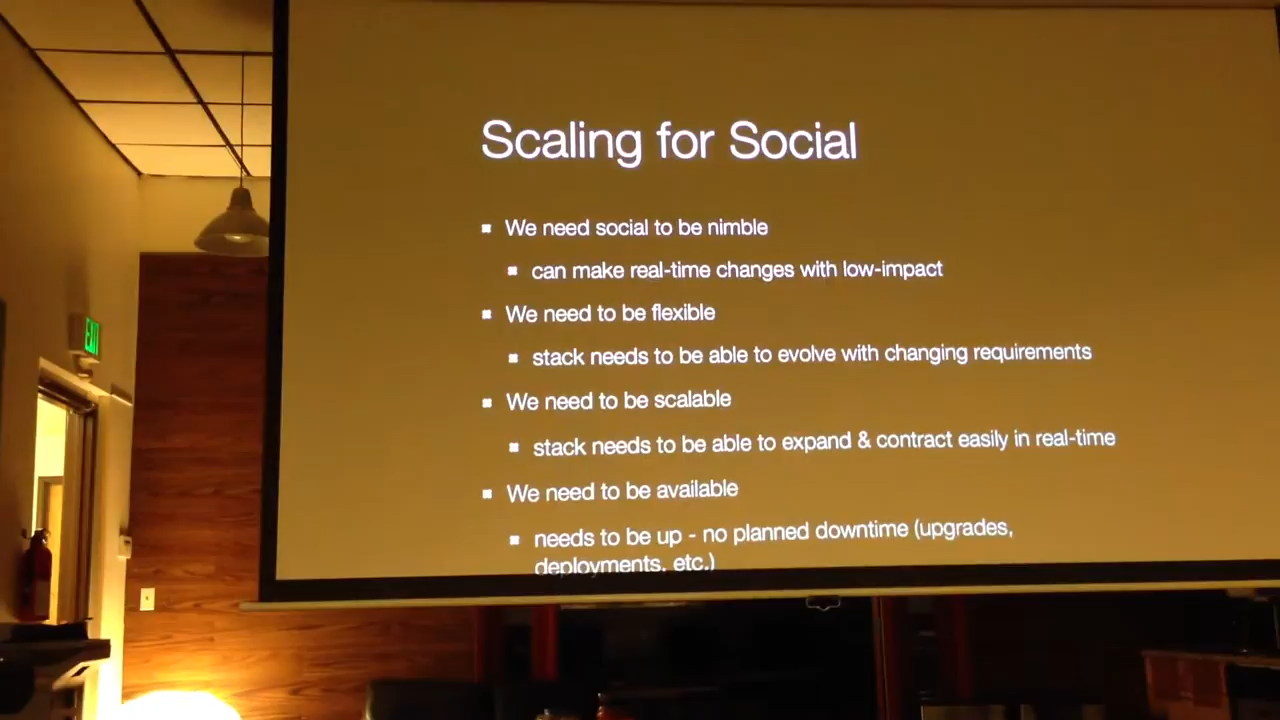 Scaling for Social
We need social to be nimble
can make real-time changes with low-impact
We need to be flexible
stack needs to be able to evolve with changing requirements
We need to be scalable
stack needs to be able to expand & contract easily in real-time
We need to be available
needs to be up - no planned downtime (upgrades,
deployments, etc.)
EXIT